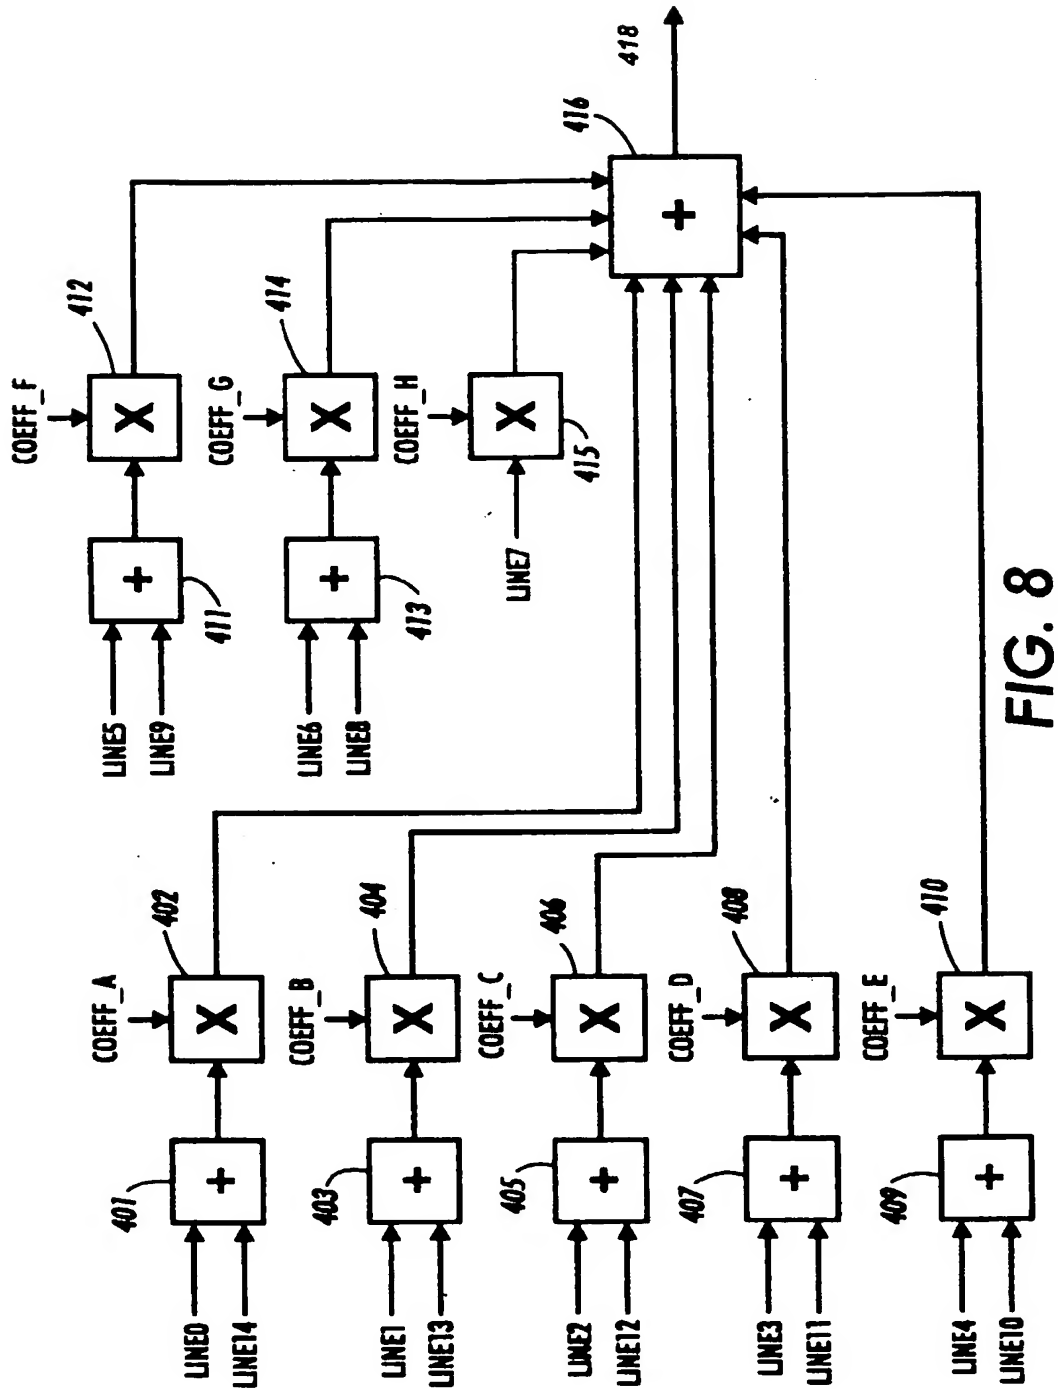 COEFF_A
402
LINE0
LINE14
401
COEFF_B
404
LINE1
LINE13
403
COEFF_C
406
LINE2
LINE12
405
COEFF_D
408
LINE3
LINE11
407
COEFF_E
410
LINE4
LINE10
409
COEFF_F
412
LINE5
LINE9
411
COEFF_G
414
LINE6
LINE8
413
COEFF_H
LINE7
415
416
418
+
X
+
X
+
X
+
X
+
X
+
X
+
X
X
+
FIG. 8